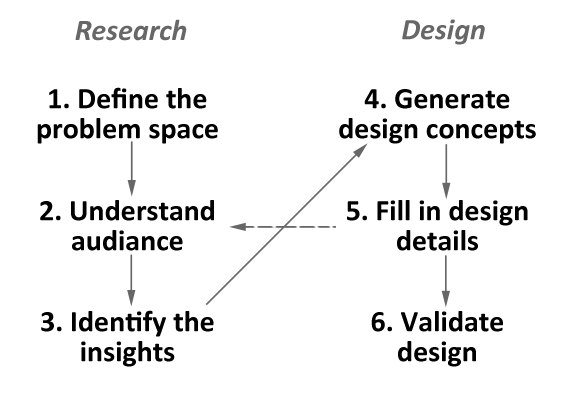 Research
1. Define the
problem space
2. Understand
audiance
3. Identify the
insights
Design
4. Generate
design concepts
5. Fill in design
details
6. Validate
design